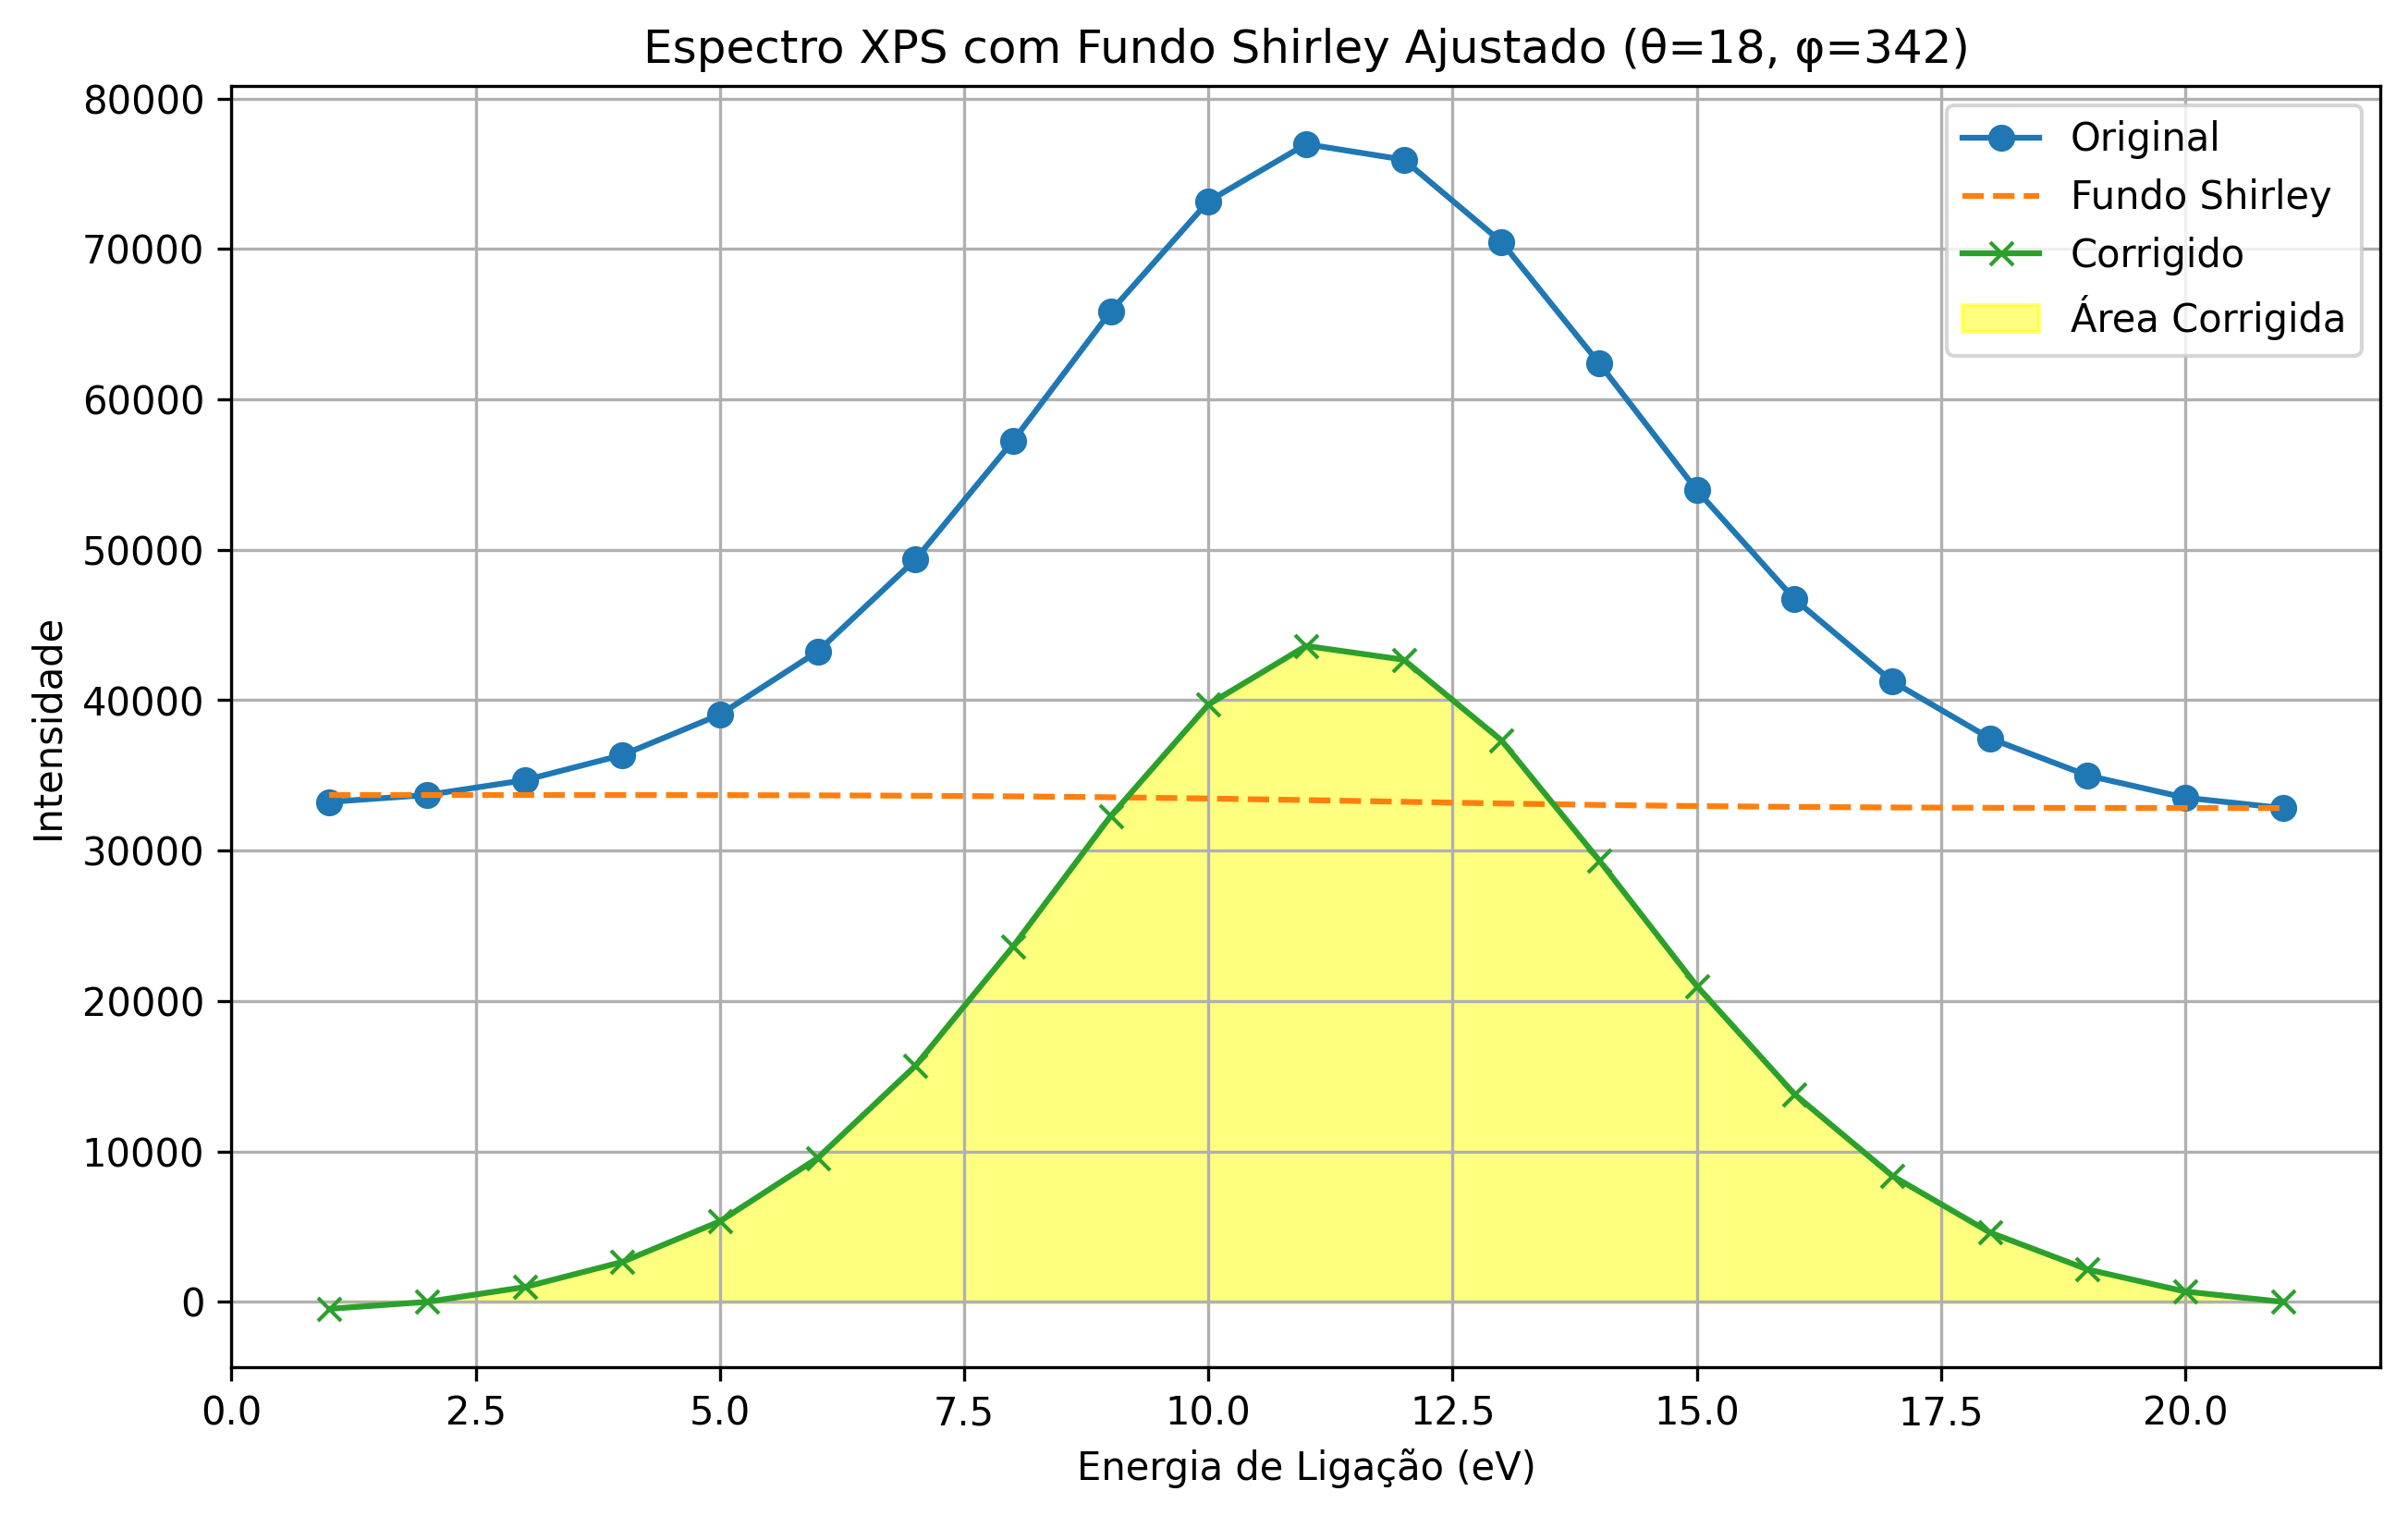 Espectro XPS com Fundo Shirley Ajustado (θ=18, φ=342)
80000
70000
60000
50000
40000
30000
20000
10000
0
Intensidade
Original
Fundo Shirley
Corrigido
Área Corrigida
0.0 2.5 5.0 7.5 10.0 12.5 15.0 17.5 20.0
Energia de Ligação (eV)